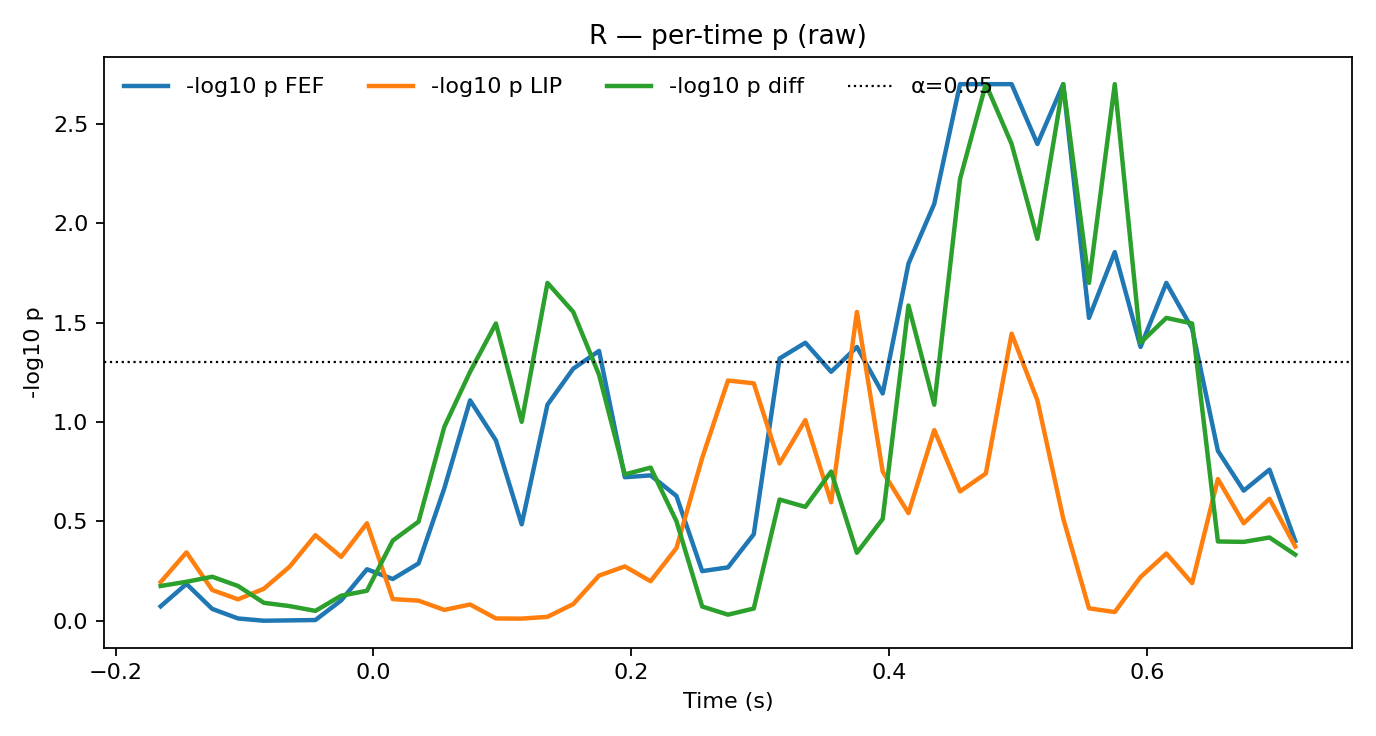 R — per-time p (raw)
-log10 p FEF -log10 p LIP -log10 p diff α=0.05
-log10 p
2.5
2.0
1.5
1.0
0.5
0.0
−0.2 0.0 0.2 0.4 0.6
Time (s)